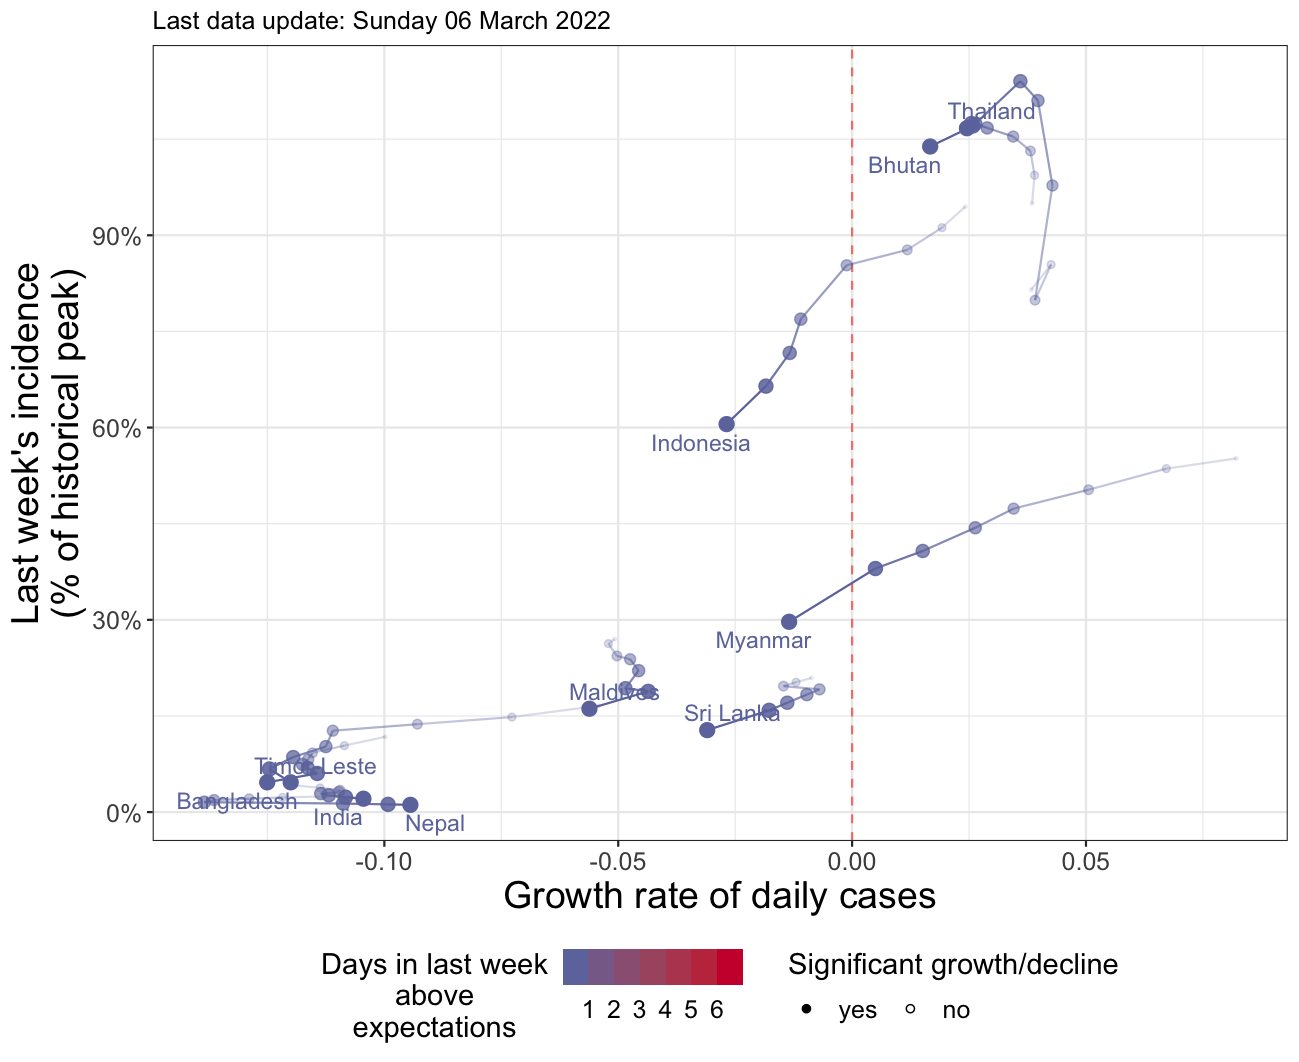 Last data update: Sunday 06 March 2022
Last week's incidence
(% of historical peak)
90%
60%
30%
0%
Thailand
Bhutan
Indonesia
Myanmar
Maldives
Sri Lanka
Timor Leste
Bangladesh
India
Nepal
-0.10
-0.05
0.00
0.05
Growth rate of daily cases
Days in last week
above
expectations
1 2 3 4 5 6
Significant growth/decline
yes
no